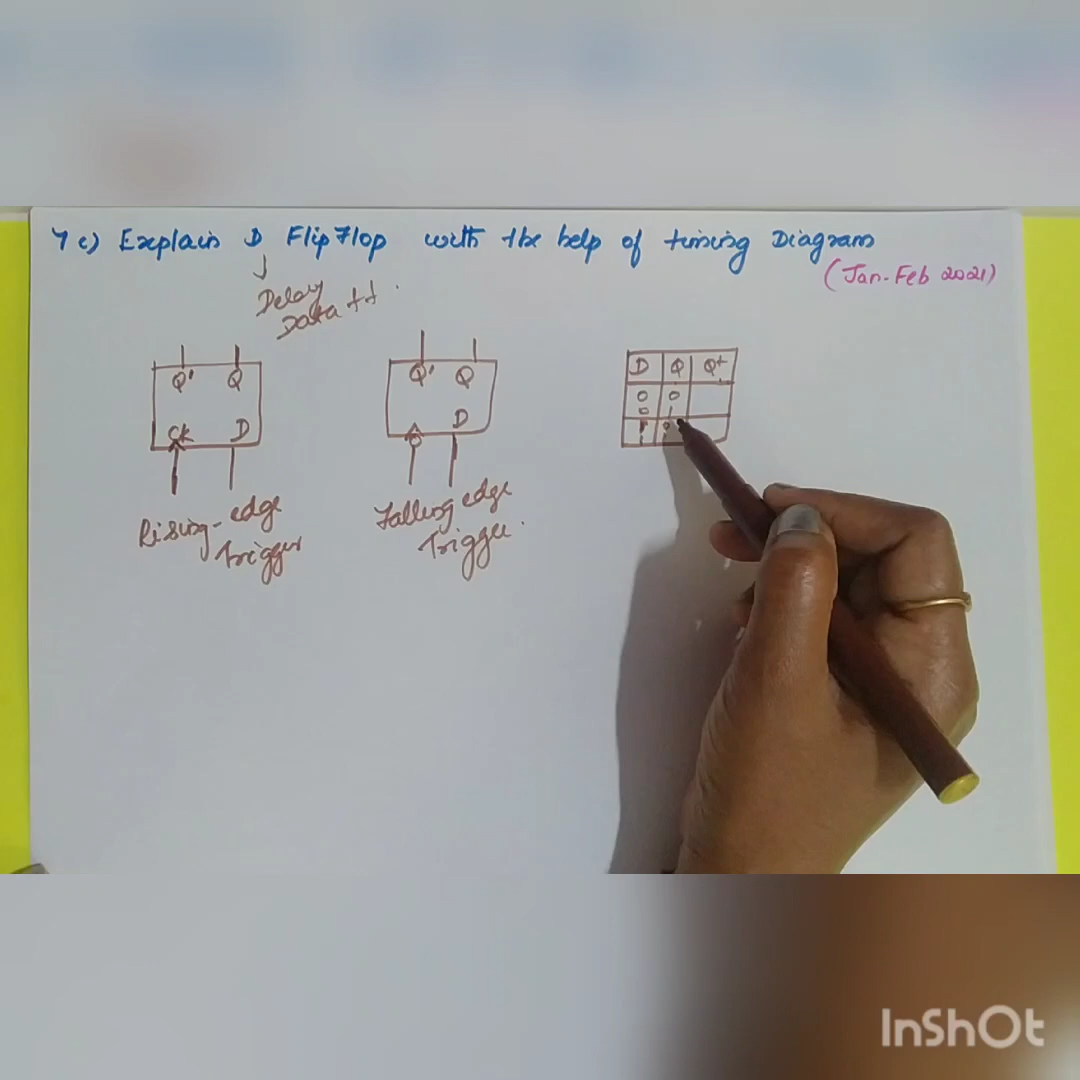 7 c) Explain D Flip Flop with the help of timing Diagram
(Jan-Feb 2021)
Delay
Data ff.
Q' Q
CK D
Rising-edge
Trigger
Q' Q
D
Falling edge
Trigger.
D Q Q+
0 0
0 1
1 0
1
InShOt